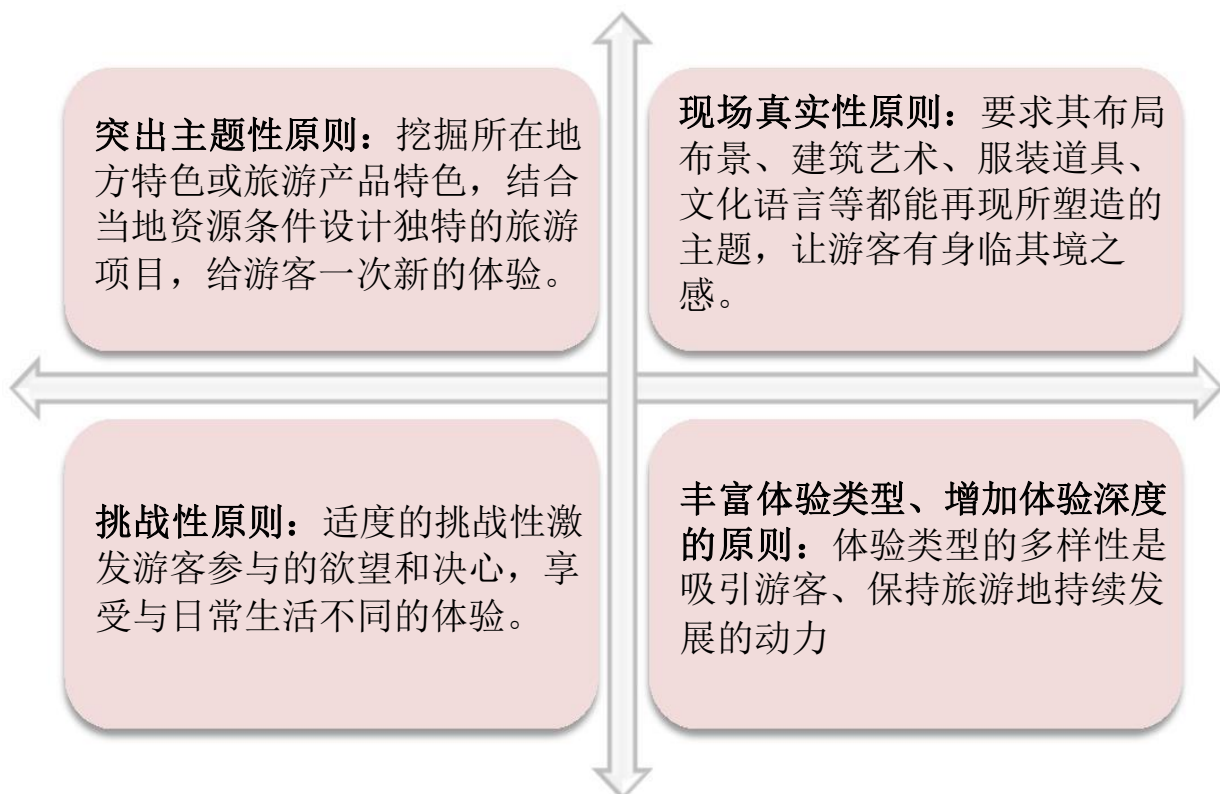 突出主题性原则：挖掘所在地
方特色或旅游产品特色，结合
当地资源条件设计独特的旅游
项目，给游客一次新的体验。
现场真实性原则：要求其布局
布景、建筑艺术、服装道具、
文化语言等都能再现所塑造的
主题，让游客有身临其境之
感。
挑战性原则：适度的挑战性激
发游客参与的欲望和决心，享
受与日常生活不同的体验。
丰富体验类型、增加体验深度
的原则：体验类型的多样性是
吸引游客、保持旅游地持续发
展的动力